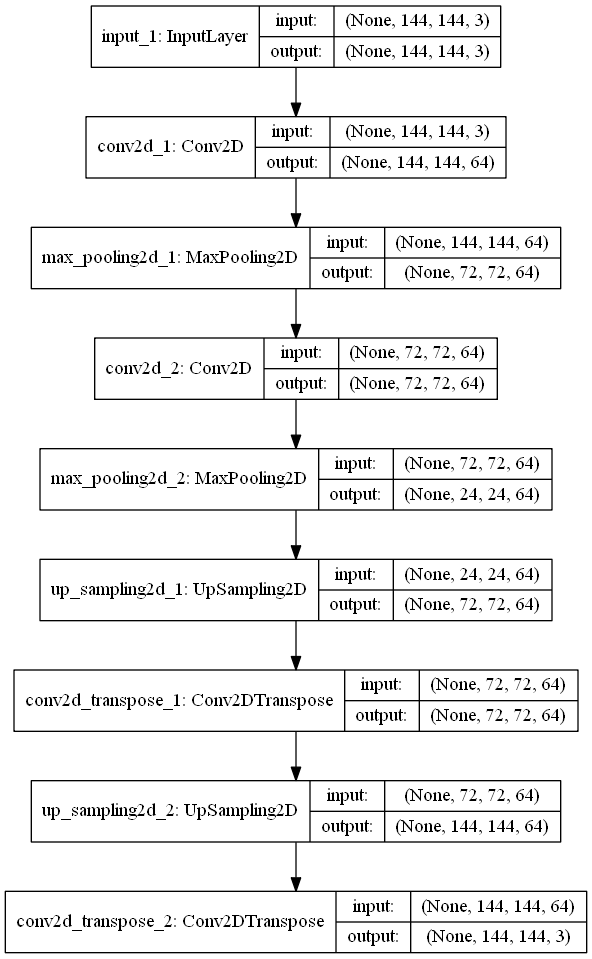 input_1: InputLayer
input: (None, 144, 144, 3)
output: (None, 144, 144, 3)
conv2d_1: Conv2D
input: (None, 144, 144, 3)
output: (None, 144, 144, 64)
max_pooling2d_1: MaxPooling2D
input: (None, 144, 144, 64)
output: (None, 72, 72, 64)
conv2d_2: Conv2D
input: (None, 72, 72, 64)
output: (None, 72, 72, 64)
max_pooling2d_2: MaxPooling2D
input: (None, 72, 72, 64)
output: (None, 24, 24, 64)
up_sampling2d_1: UpSampling2D
input: (None, 24, 24, 64)
output: (None, 72, 72, 64)
conv2d_transpose_1: Conv2DTranspose
input: (None, 72, 72, 64)
output: (None, 72, 72, 64)
up_sampling2d_2: UpSampling2D
input: (None, 72, 72, 64)
output: (None, 144, 144, 64)
conv2d_transpose_2: Conv2DTranspose
input: (None, 144, 144, 64)
output: (None, 144, 144, 3)